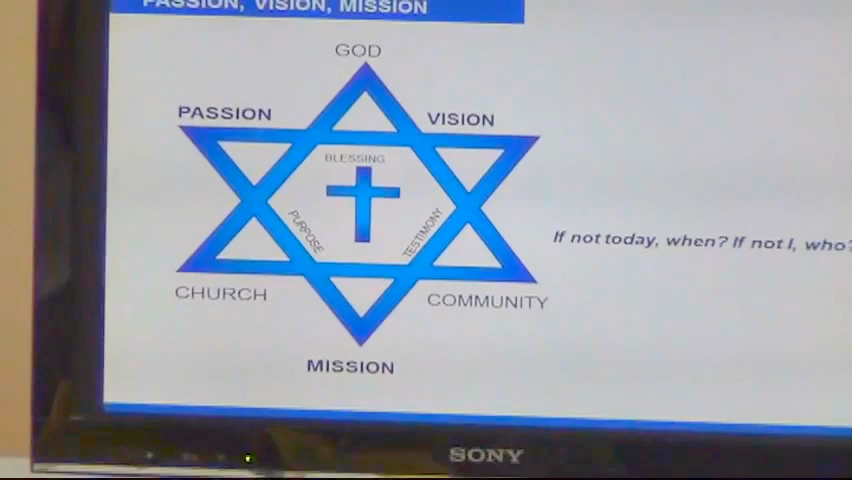 PASSION, VISION, MISSION
GOD
PASSION
VISION
BLESSING
PURPOSE
TESTIMONY
If not today, when? If not I, who?
CHURCH
COMMUNITY
MISSION
SONY